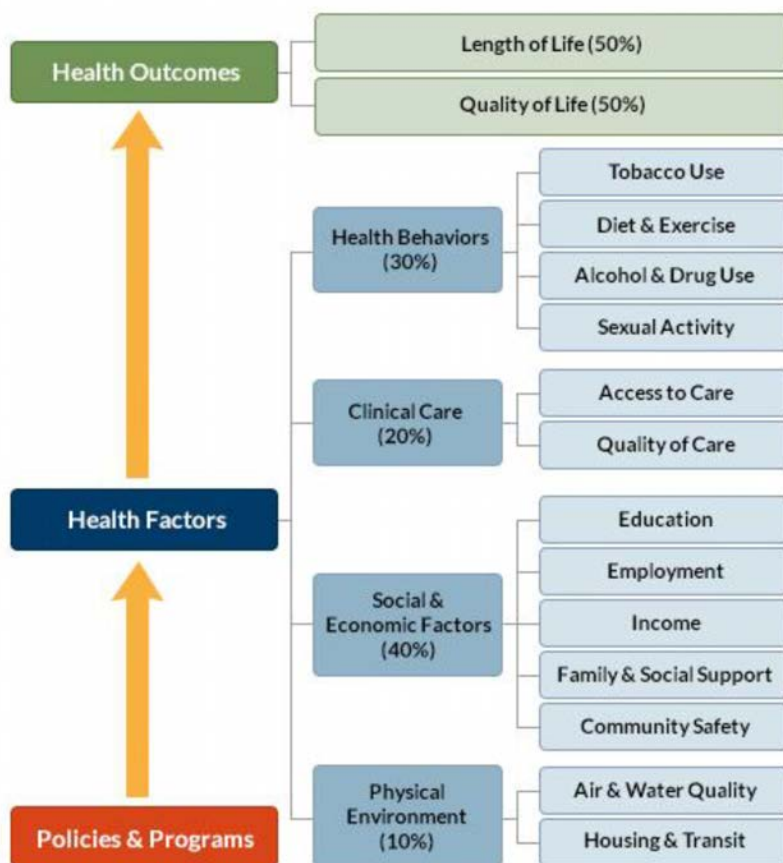 Health Outcomes
Length of Life (50%)
Quality of Life (50%)
Health Factors
Health Behaviors
(30%)
Tobacco Use
Diet & Exercise
Alcohol & Drug Use
Sexual Activity
Clinical Care
(20%)
Access to Care
Quality of Care
Social &
Economic Factors
(40%)
Education
Employment
Income
Family & Social Support
Community Safety
Physical
Environment
(10%)
Air & Water Quality
Housing & Transit
Policies & Programs